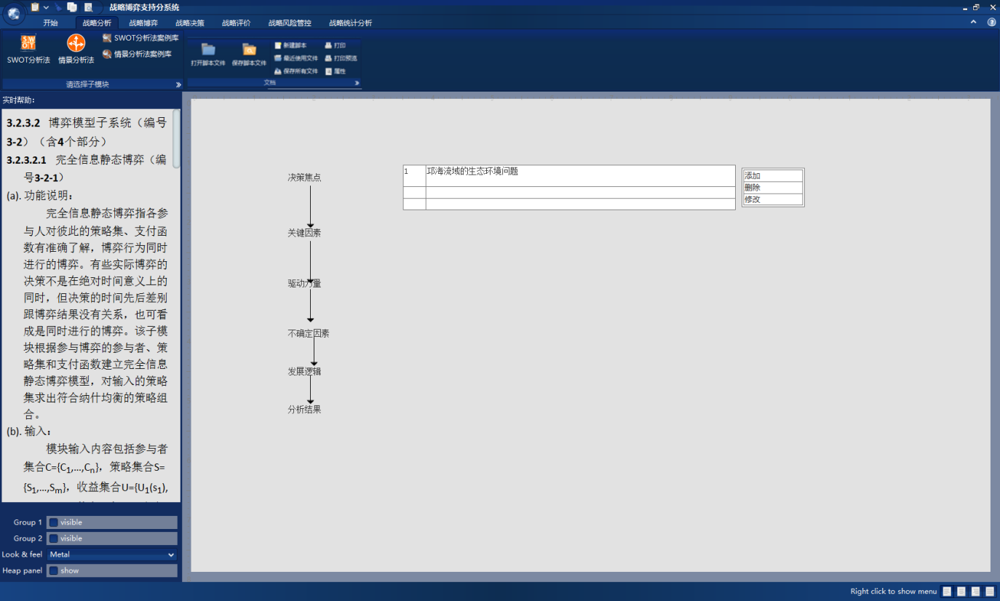 战略博弈支持分系统
开始 战略分析 战略博弈 战略决策 战略评价 战略风险管控 战略统计分析
SWOT
SWOT分析法
情景分析法
SWOT分析法案例库
情景分析法案例库
请选择子模块
打开脚本文件
保存脚本文件
新建脚本
最近使用文件
保存所有文件
打印
打印预览
属性
文档
实时帮助:
3.2.3.2 博弈模型子系统（编号
3-2）（含4个部分）
3.2.3.2.1 完全信息静态博弈（编
号3-2-1）
(a). 功能说明：
完全信息静态博弈指各参
与人对彼此的策略集、支付函
数有准确了解，博弈行为同时
进行的博弈。有些实际博弈的
决策不是在绝对时间意义上的
同时，但决策的时间先后差别
跟博弈结果没有关系，也可看
成是同时进行的博弈。该子模
块根据参与博弈的参与者、策
略集和支付函数建立完全信息
静态博弈模型，对输入的策略
集求出符合纳什均衡的策略组
合。
(b). 输入：
模块输入内容包括参与者
集合C={C1,...,Cn}，策略集合S=
{S1,...,Sm}，收益集合U={U1(s1),
Group 1 visible
Group 2 visible
Look & feel Metal
Heap panel show
决策焦点
关键因素
驱动力量
不确定因素
发展逻辑
分析结果
1 邛海流域的生态环境问题
添加
删除
修改
Right click to show menu